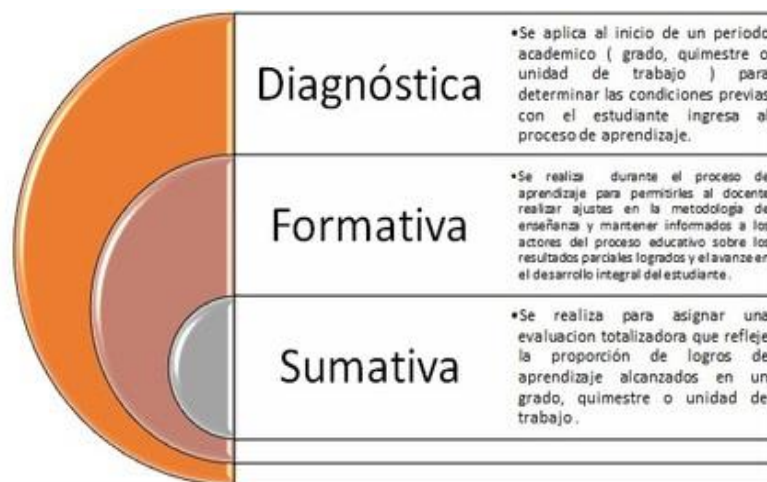 Diagnóstica
•Se aplica al inicio de un periodo
academico ( grado, quimestre o
unidad de trabajo ) para
determinar las condiciones previas
con el estudiante ingresa al
proceso de aprendizaje.
Formativa
•Se realiza durante el proceso de
aprendizaje para permitirles al docente
realizar ajustes en la metodología de
enseñanza y mantener informados a los
actores del proceso educativo sobre los
resultados parciales logrados y el avanze en
el desarrollo integral del estudiante.
Sumativa
•Se realiza para asignar una
evaluacion totalizadora que refleje
la proporción de logros de
aprendizaje alcanzados en un
grado, quimestre o unidad de
trabajo .